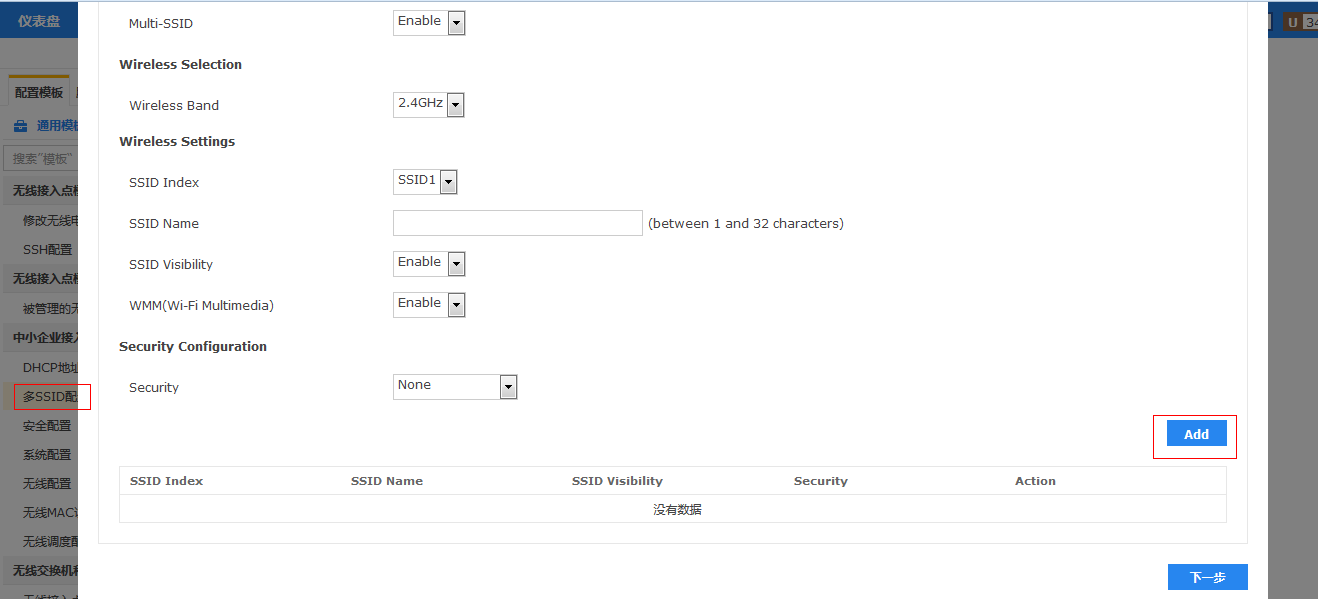 仪表盘
U 34
配置模板
通用模
搜索"模板"
无线接入点
修改无线
SSH配置
无线接入点
被管理的
中小企业接
DHCP地
多SSID配
安全配置
系统配置
无线配置
无线MAC
无线调度
无线交换机
Multi-SSID Enable
Wireless Selection
Wireless Band 2.4GHz
Wireless Settings
SSID Index SSID1
SSID Name (between 1 and 32 characters)
SSID Visibility Enable
WMM(Wi-Fi Multimedia) Enable
Security Configuration
Security None
Add
SSID Index SSID Name SSID Visibility Security Action
没有数据
下一步